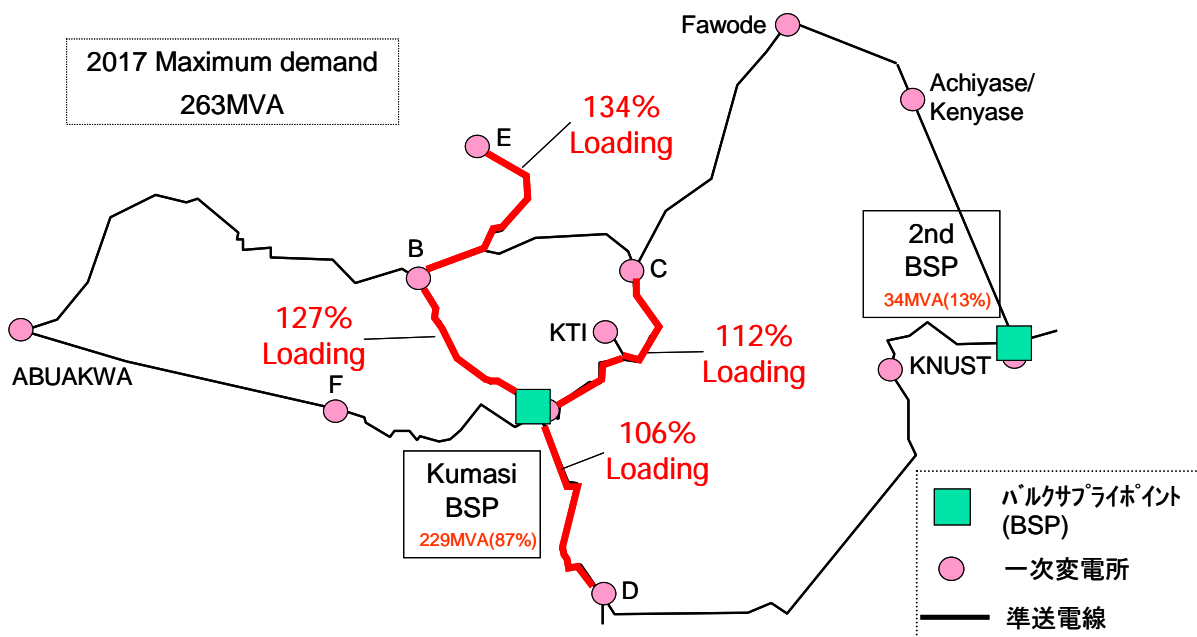 2017 Maximum demand
263MVA
Fawode
Achiyase/
Kenyase
134%
Loading
E
B
C
2nd
BSP
34MVA(13%)
127%
Loading
KTI
112%
Loading
KNUST
ABUAKWA
F
106%
Loading
Kumasi
BSP
229MVA(87%)
D
バルクサプライポイント
(BSP)
一次変電所
準送電線